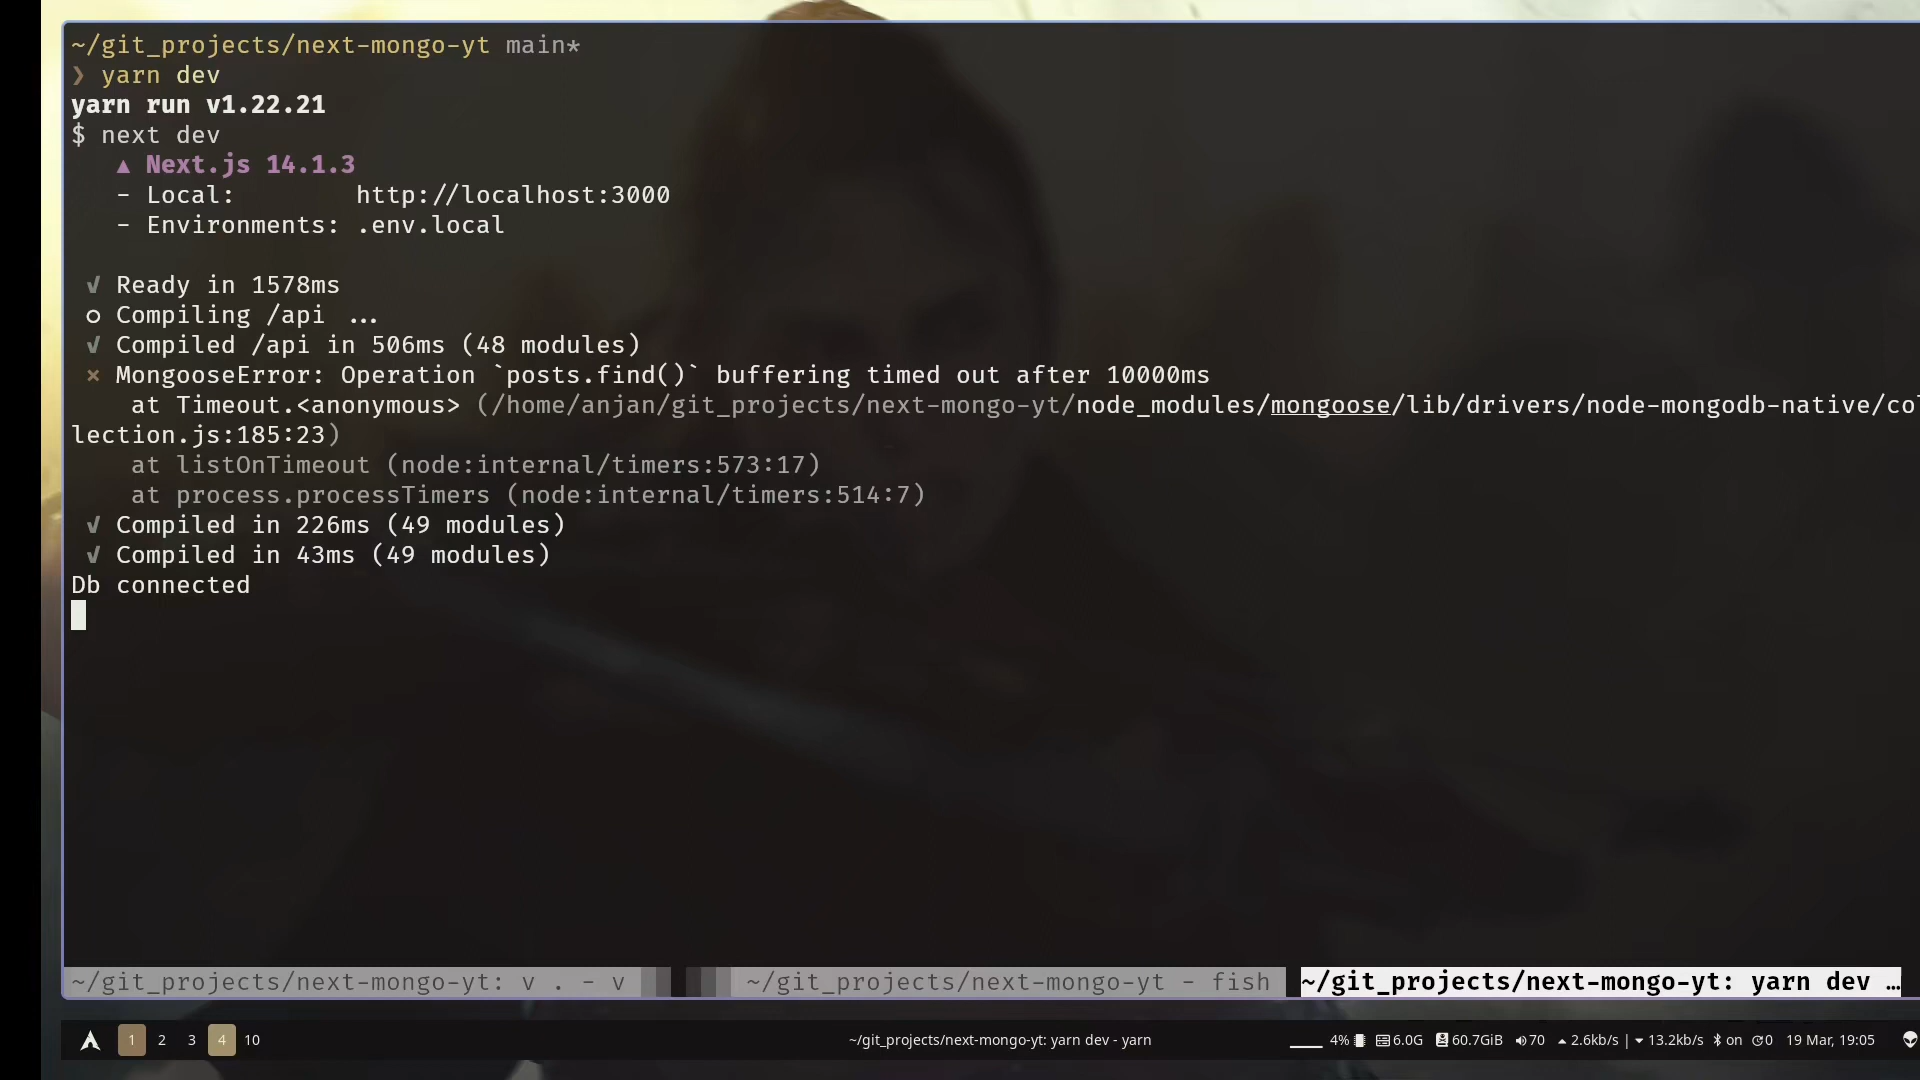 ~/git_projects/next-mongo-yt main*
❯ yarn dev
yarn run v1.22.21
$ next dev
▲ Next.js 14.1.3
- Local: http://localhost:3000
- Environments: .env.local
✓ Ready in 1578ms
○ Compiling /api ...
✓ Compiled /api in 506ms (48 modules)
⨯ MongooseError: Operation `posts.find()` buffering timed out after 10000ms
at Timeout.<anonymous> (/home/anjan/git_projects/next-mongo-yt/node_modules/mongoose/lib/drivers/node-mongodb-native/col
lection.js:185:23)
at listOnTimeout (node:internal/timers:573:17)
at process.processTimers (node:internal/timers:514:7)
✓ Compiled in 226ms (49 modules)
✓ Compiled in 43ms (49 modules)
Db connected
~/git_projects/next-mongo-yt: v . - v ~/git_projects/next-mongo-yt - fish ~/git_projects/next-mongo-yt: yarn dev …
1 2 3 4 10 ~/git_projects/next-mongo-yt: yarn dev - yarn 4% 6.0G 60.7GiB 70 2.6kb/s | 13.2kb/s on 0 19 Mar, 19:05